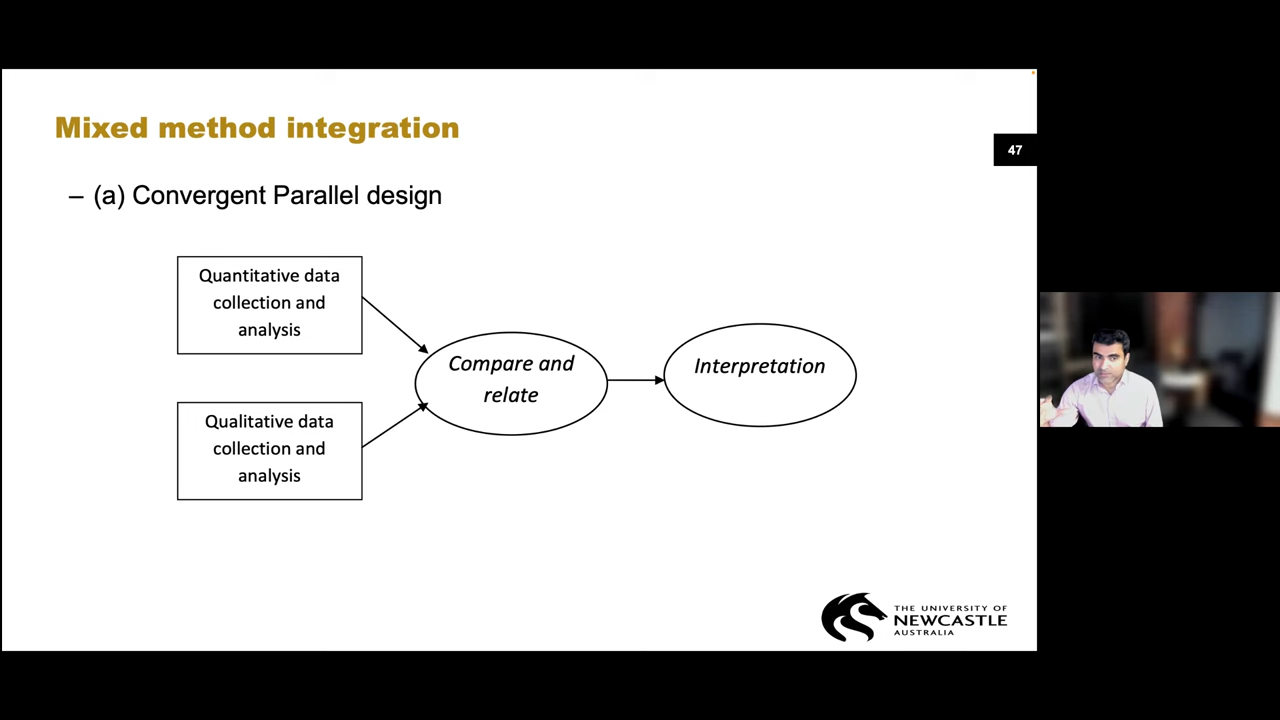 Mixed method integration
47
– (a) Convergent Parallel design
Quantitative data
collection and
analysis
Qualitative data
collection and
analysis
Compare and
relate
Interpretation
THE UNIVERSITY OF
NEWCASTLE
AUSTRALIA